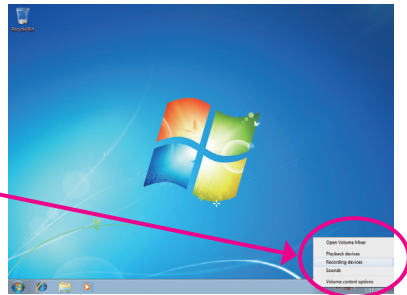 Recycle Bin
Open Volume Mixer
Playback devices
Recording devices
Sounds
Volume control options